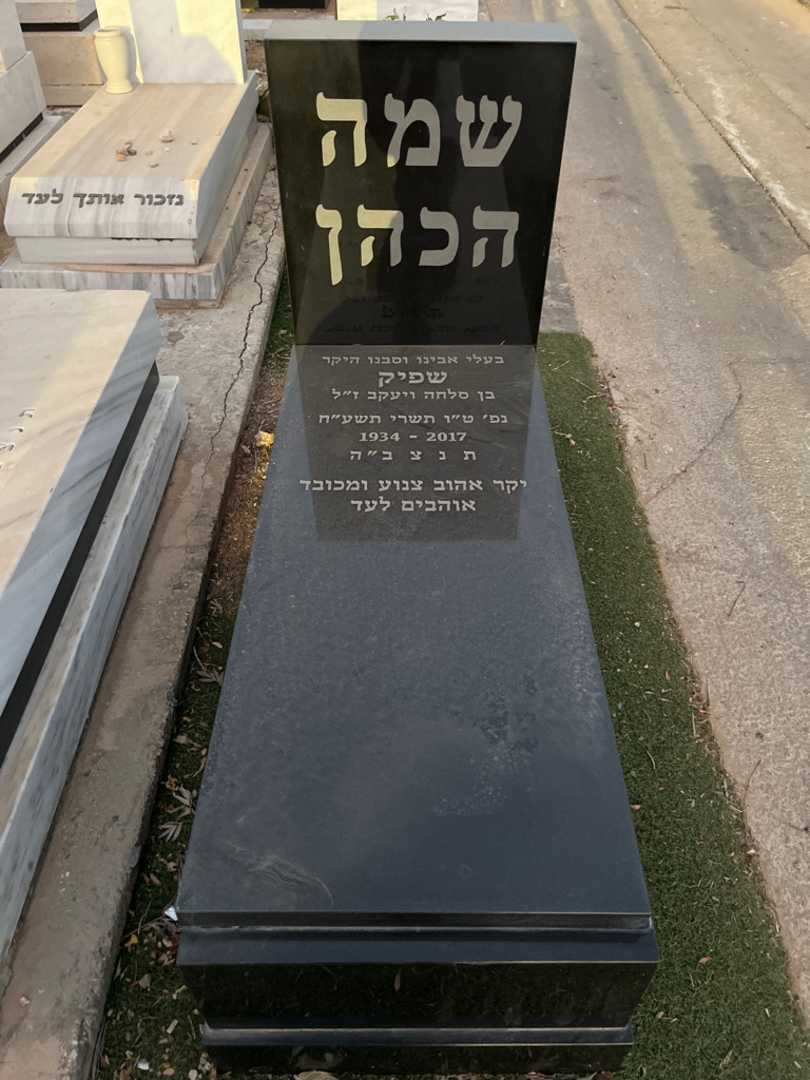 שמה
הכהן
בעלי אבינו וסבנו היקר
שפיק
בן סלחה ויעקב ז״ל
נפ׳ ט״ו תשרי תשע״ח
1934 - 2017
ת נ צ ב״ה
יקר אהוב צנוע ומכובד
אוהבים לעד
נזכור אותך לעד